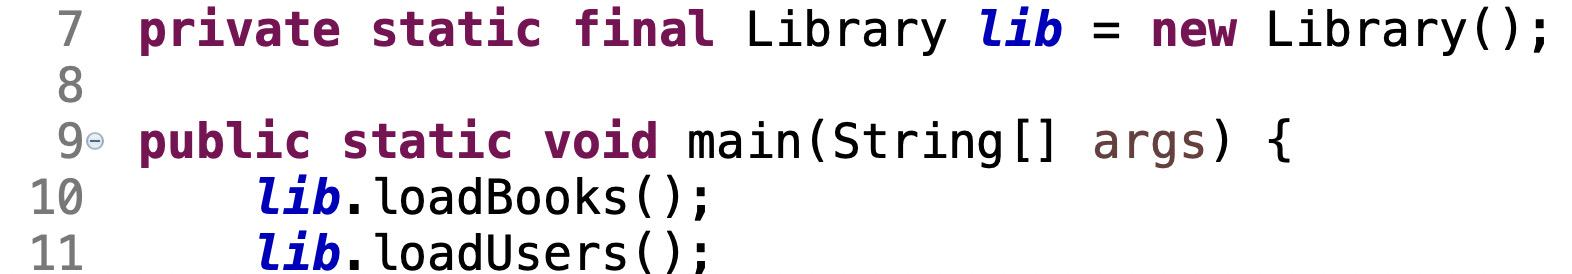 7 private static final Library lib = new Library();
8
9 public static void main(String[] args) {
10 lib.loadBooks();
11 lib.loadUsers();